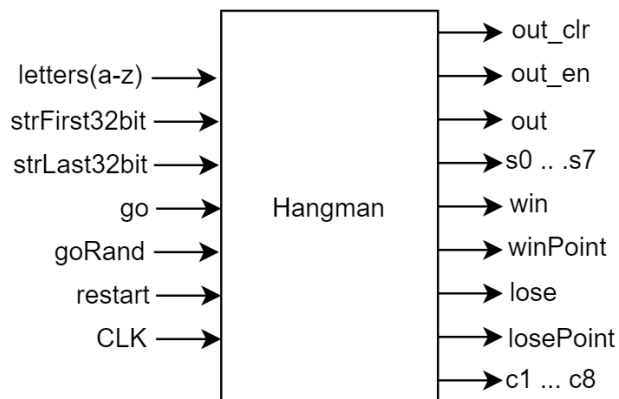 letters(a-z)
strFirst32bit
strLast32bit
go
goRand
restart
CLK
Hangman
out_clr
out_en
out
s0 .. .s7
win
winPoint
lose
losePoint
c1 ... c8